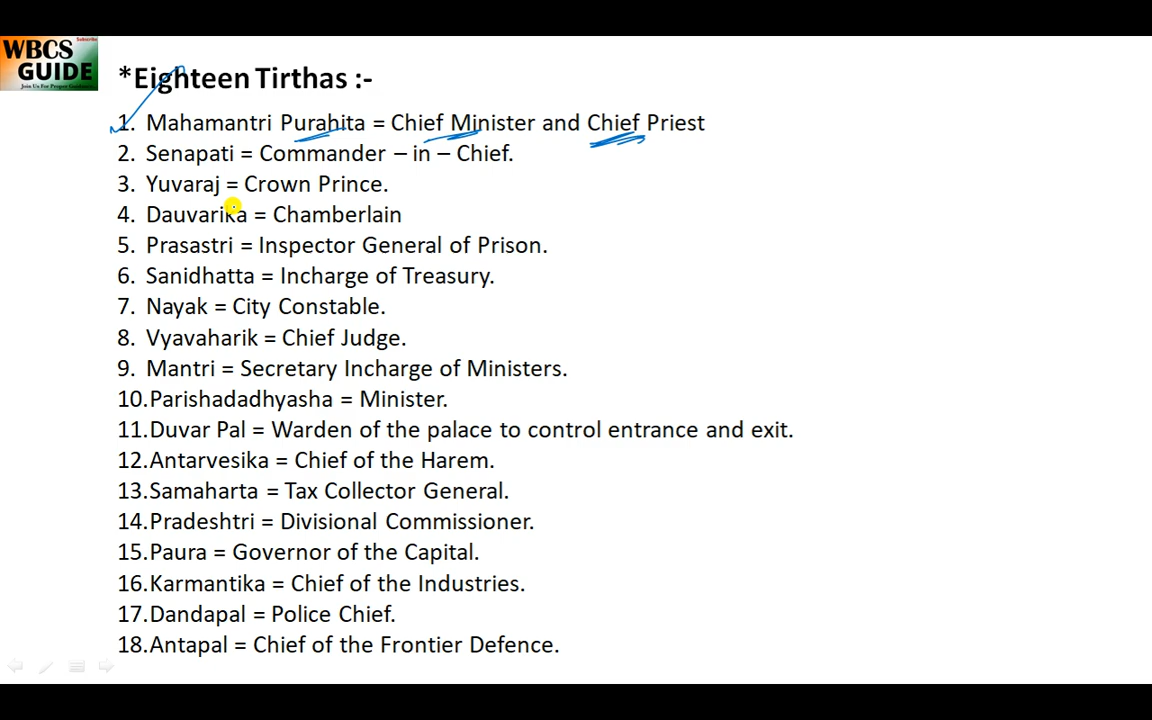 Subscribe
WBCS
GUIDE
*Eighteen Tirthas :-
1. Mahamantri Purahita = Chief Minister and Chief Priest
2. Senapati = Commander – in – Chief.
3. Yuvaraj = Crown Prince.
4. Dauvarika = Chamberlain
5. Prasastri = Inspector General of Prison.
6. Sanidhatta = Incharge of Treasury.
7. Nayak = City Constable.
8. Vyavaharik = Chief Judge.
9. Mantri = Secretary Incharge of Ministers.
10.Parishadadhyasha = Minister.
11.Duvar Pal = Warden of the palace to control entrance and exit.
12.Antarvesika = Chief of the Harem.
13.Samaharta = Tax Collector General.
14.Pradeshtri = Divisional Commissioner.
15.Paura = Governor of the Capital.
16.Karmantika = Chief of the Industries.
17.Dandapal = Police Chief.
18.Antapal = Chief of the Frontier Defence.